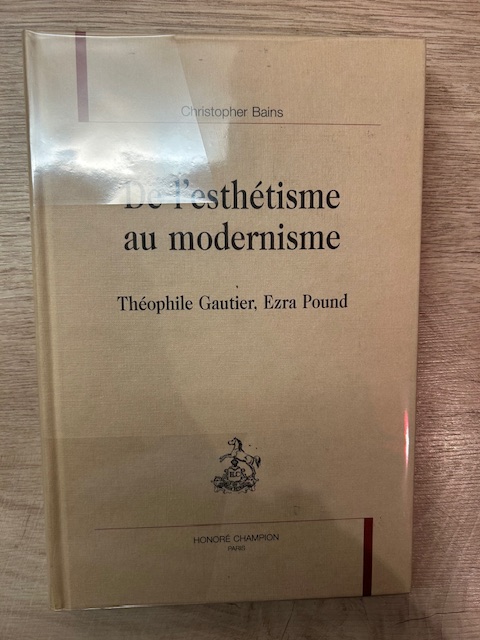 Christopher Bains
De l'esthétisme
au modernisme
Théophile Gautier, Ezra Pound
HONORÉ CHAMPION
PARIS